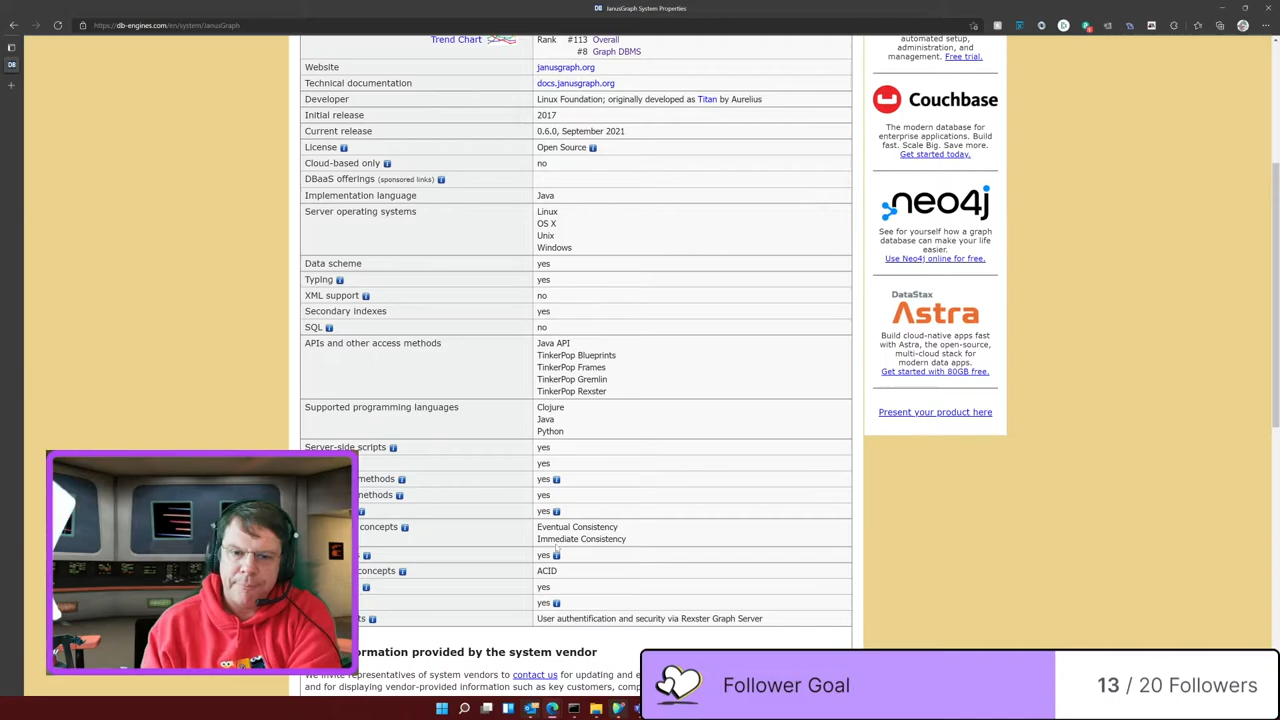 DB JanusGraph System Properties
https://db-engines.com/en/system/JanusGraph
DB
Trend Chart
Rank #113 Overall
#8 Graph DBMS
Website janusgraph.org
Technical documentation docs.janusgraph.org
Developer Linux Foundation; originally developed as Titan by Aurelius
Initial release 2017
Current release 0.6.0, September 2021
License Open Source
Cloud-based only no
DBaaS offerings (sponsored links)
Implementation language Java
Server operating systems Linux
OS X
Unix
Windows
Data scheme yes
Typing yes
XML support no
Secondary indexes yes
SQL no
APIs and other access methods Java API
TinkerPop Blueprints
TinkerPop Frames
TinkerPop Gremlin
TinkerPop Rexster
Supported programming languages Clojure
Java
Python
Server-side scripts yes
yes
methods yes
methods yes
yes
concepts Eventual Consistency
Immediate Consistency
yes
concepts ACID
yes
yes
User authentification and security via Rexster Graph Server
formation provided by the system vendor
We invite representatives of system vendors to contact us for updating and e
and for displaying vendor-provided information such as key customers, comp
automated setup,
administration, and
management. Free trial.
Couchbase
The modern database for
enterprise applications. Build
fast. Scale Big. Save more.
Get started today.
neo4j
See for yourself how a graph
database can make your life
easier.
Use Neo4j online for free.
DataStax
Astra
Build cloud-native apps fast
with Astra, the open-source,
multi-cloud stack for
modern data apps.
Get started with 80GB free.
Present your product here
Follower Goal 13 / 20 Followers